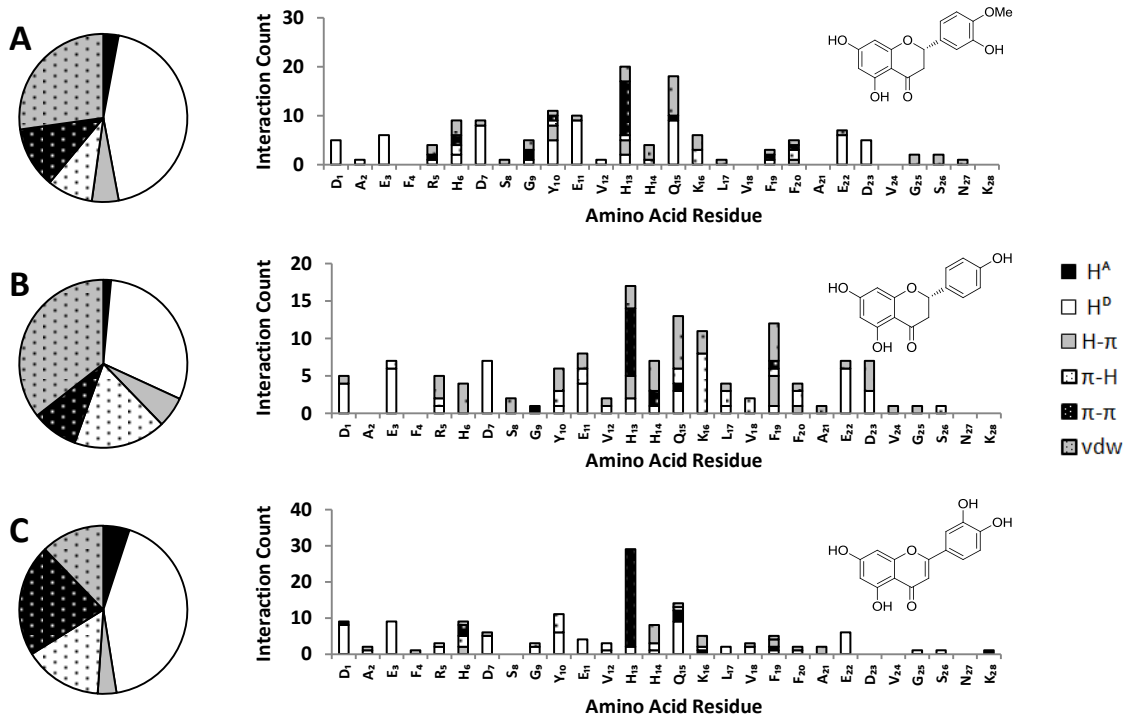 A
Interaction Count
30
20
10
0
D₁ A₂ E₃ F₄ R₅ H₆ D₇ S₈ G₉ Y₁₀ E₁₁ V₁₂ H₁₃ H₁₄ Q₁₅ K₁₆ L₁₇ V₁₈ F₁₉ F₂₀ A₂₁ E₂₂ D₂₃ V₂₄ G₂₅ S₂₆ N₂₇ K₂₈
Amino Acid Residue
OMe
HO
O
OH
OH
O
B
Interaction Count
20
15
10
5
0
D₁ A₂ E₃ F₄ R₅ H₆ D₇ S₈ G₉ Y₁₀ E₁₁ V₁₂ H₁₃ H₁₄ Q₁₅ K₁₆ L₁₇ V₁₈ F₁₉ F₂₀ A₂₁ E₂₂ D₂₃ V₂₄ G₂₅ S₂₆ N₂₇ K₂₈
Amino Acid Residue
OH
HO
O
OH
O
Hᴬ
Hᴰ
H-π
π-H
π-π
vdw
C
Interaction Count
40
30
20
10
0
D₁ A₂ E₃ F₄ R₅ H₆ D₇ S₈ G₉ Y₁₀ E₁₁ V₁₂ H₁₃ H₁₄ Q₁₅ K₁₆ L₁₇ V₁₈ F₁₉ F₂₀ A₂₁ E₂₂ D₂₃ V₂₄ G₂₅ S₂₆ N₂₇ K₂₈
Amino Acid Residue
OH
OH
HO
O
OH
O